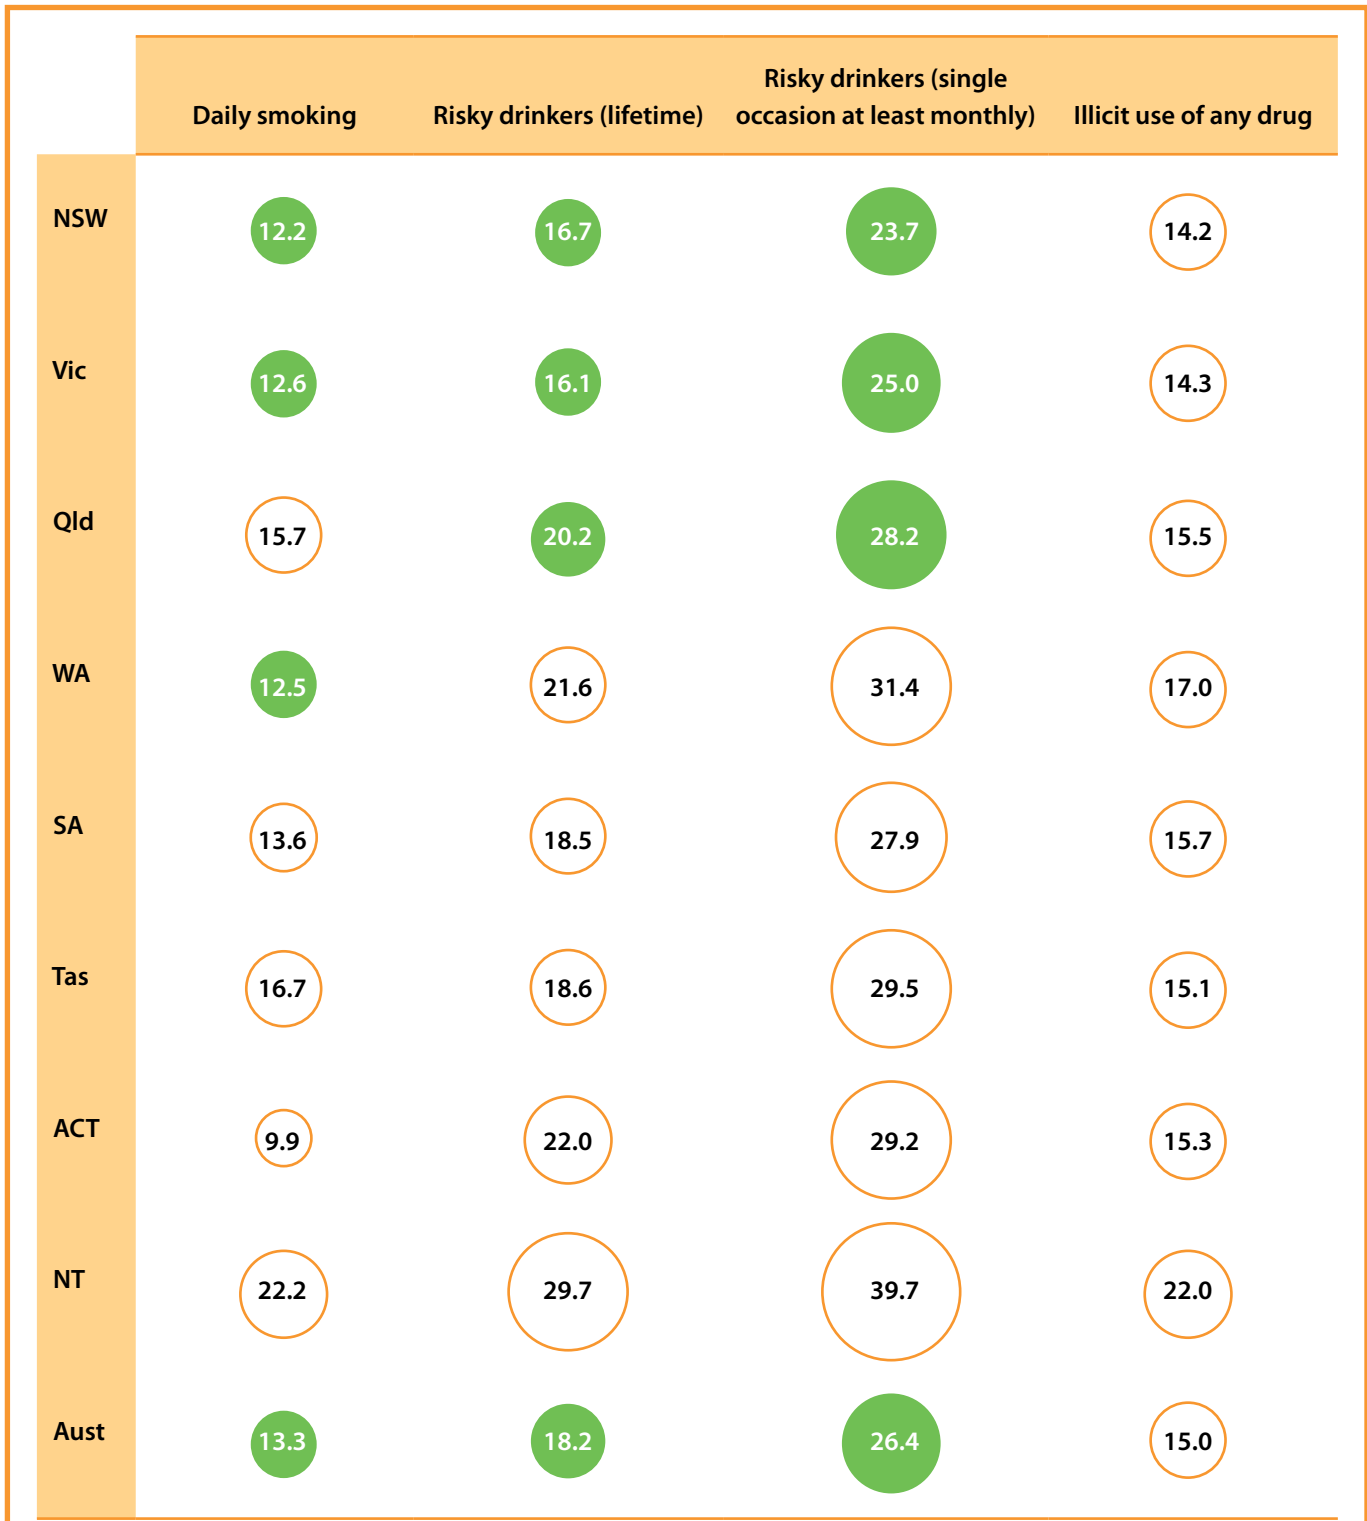 Daily smoking
Risky drinkers (lifetime)
Risky drinkers (single
occasion at least monthly)
Illicit use of any drug
NSW 12.2 16.7 23.7 14.2
Vic 12.6 16.1 25.0 14.3
Qld 15.7 20.2 28.2 15.5
WA 12.5 21.6 31.4 17.0
SA 13.6 18.5 27.9 15.7
Tas 16.7 18.6 29.5 15.1
ACT 9.9 22.0 29.2 15.3
NT 22.2 29.7 39.7 22.0
Aust 13.3 18.2 26.4 15.0